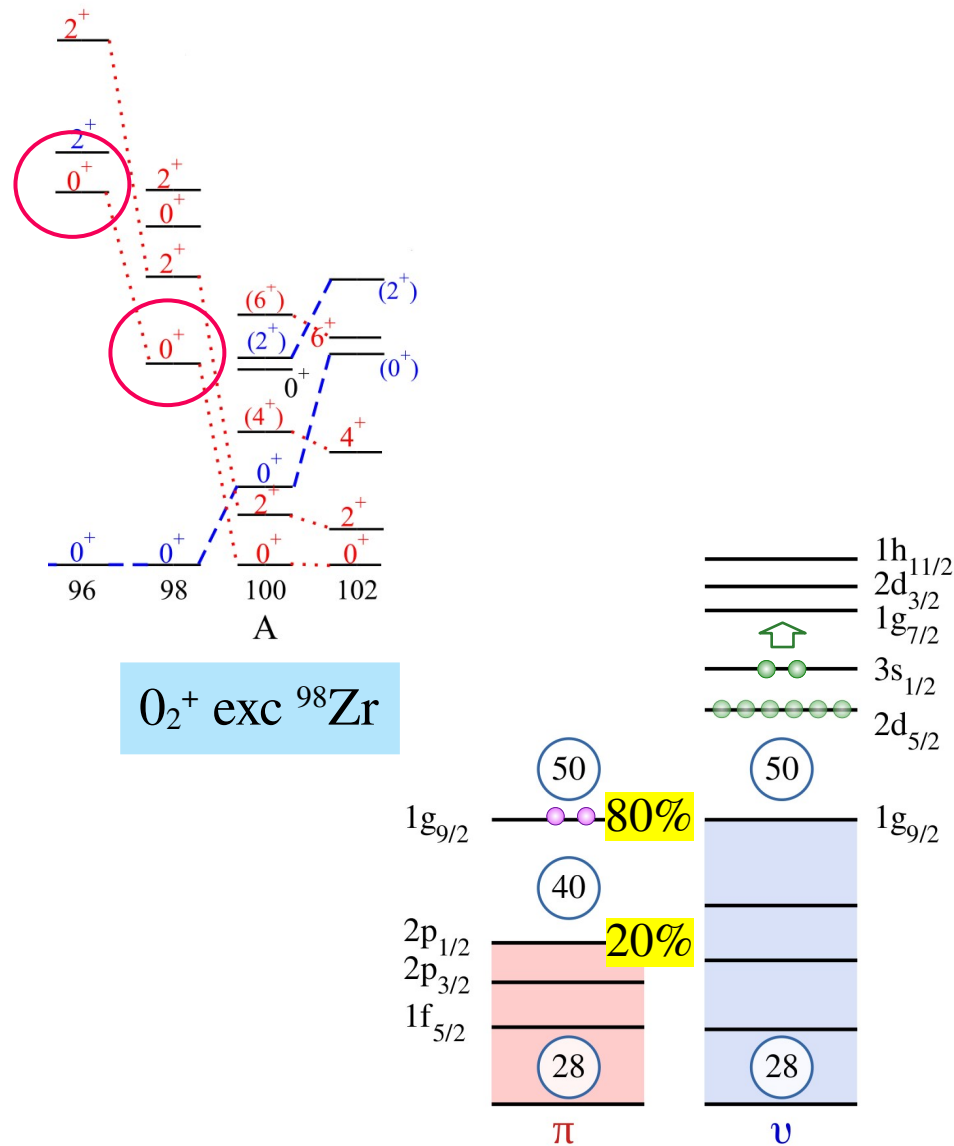 2⁺
2⁺
0⁺ 2⁺
0⁺
2⁺
(6⁺) (2⁺)
(2⁺) 6⁺
0⁺ 0⁺ (0⁺)
(4⁺) 4⁺
0⁺
2⁺ 2⁺
0⁺ 0⁺ 0⁺ 0⁺
96 98 100 102
A
0₂⁺ exc ⁹⁸Zr
1h11/2
2d3/2
1g7/2
3s1/2
2d5/2
50 50
1g9/2 80% 1g9/2
40
2p1/2 20%
2p3/2
1f5/2
28 28
π υ